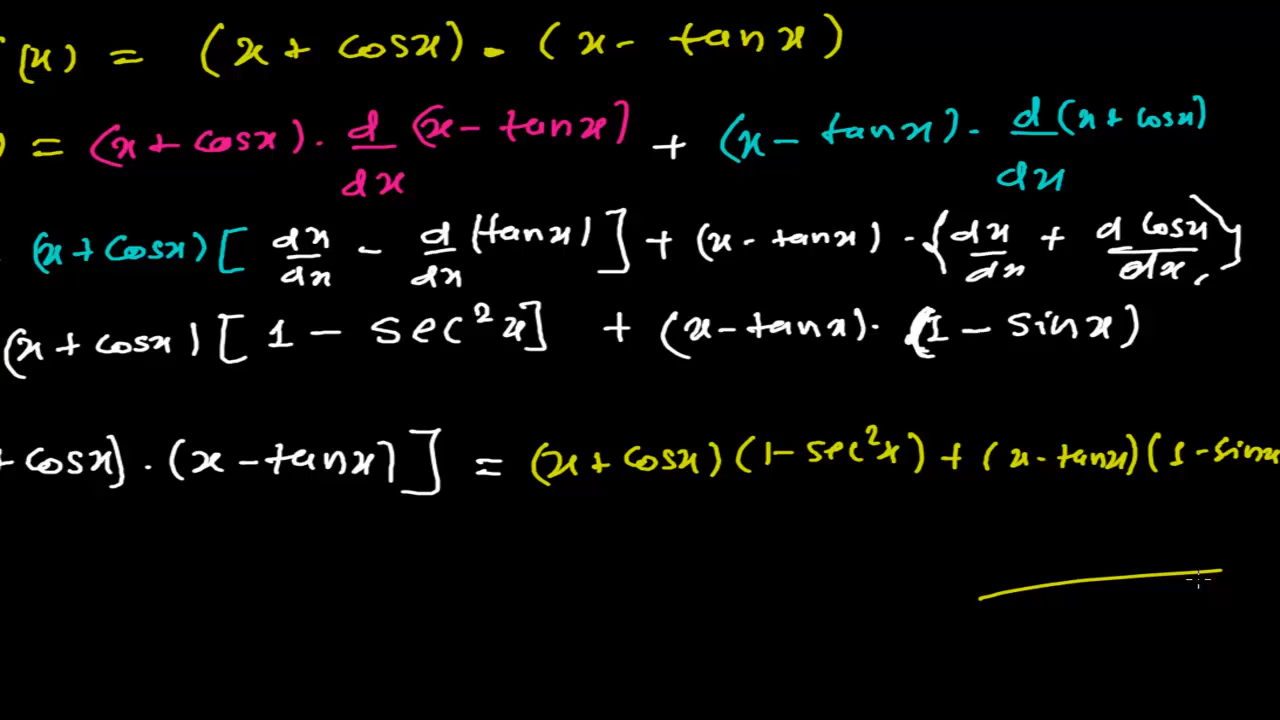 (x) = (x + cosx) . (x - tanx)
) = (x + cosx) . d/dx (x - tanx) + (x - tanx) . d/dx (x + cosx)
(x + cosx) [ dx/dx - d/dx (tanx) ] + (x - tanx) . { dx/dx + d cosx/dx }
(x + cosx) [ 1 - sec²x ] + (x - tanx) . (1 - sinx)
+ cosx] . (x - tanx) ] = (x + cosx) (1 - sec²x) + (x - tanx) (1 - sinx